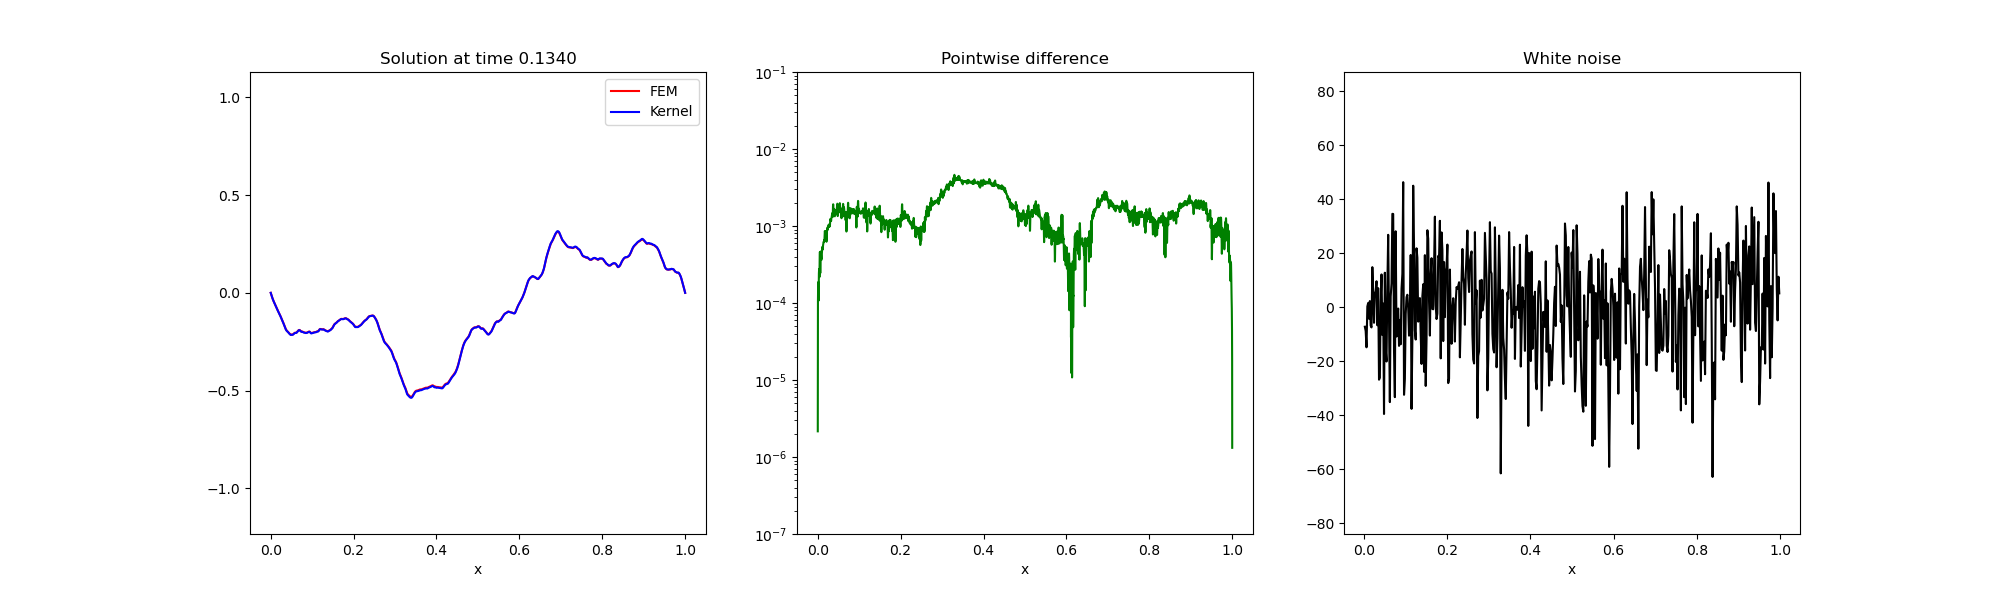 Solution at time 0.1340
1.0
0.5
0.0
−0.5
−1.0
FEM
Kernel
0.0 0.2 0.4 0.6 0.8 1.0
x
Pointwise difference
10⁻¹
10⁻²
10⁻³
10⁻⁴
10⁻⁵
10⁻⁶
10⁻⁷
0.0 0.2 0.4 0.6 0.8 1.0
x
White noise
80
60
40
20
0
−20
−40
−60
−80
0.0 0.2 0.4 0.6 0.8 1.0
x